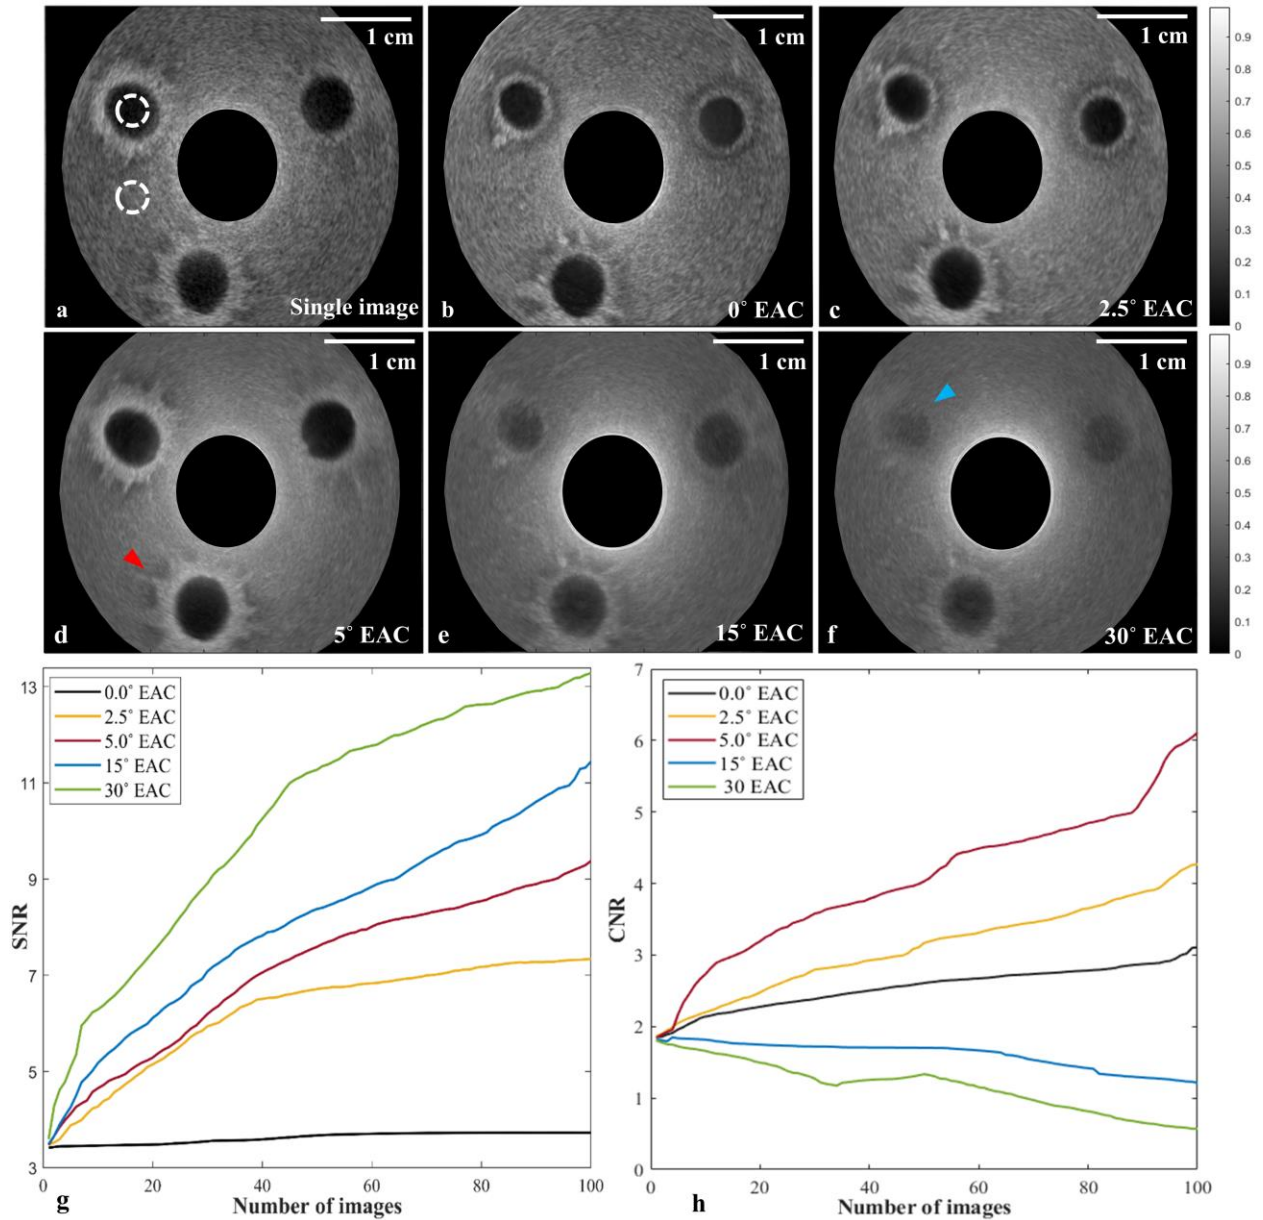 1 cm
1 cm
1 cm
a
Single image
b
0° EAC
c
2.5° EAC
0.9
0.8
0.7
0.6
0.5
0.4
0.3
0.2
0.1
0
1 cm
1 cm
1 cm
d
5° EAC
e
15° EAC
f
30° EAC
0.9
0.8
0.7
0.6
0.5
0.4
0.3
0.2
0.1
0
0.0° EAC
2.5° EAC
5.0° EAC
15° EAC
30° EAC
SNR
13
11
9
7
5
3
0
20
40
60
80
100
Number of images
g
0.0° EAC
2.5° EAC
5.0° EAC
15° EAC
30 EAC
CNR
7
6
5
4
3
2
1
0
0
20
40
60
80
100
Number of images
h